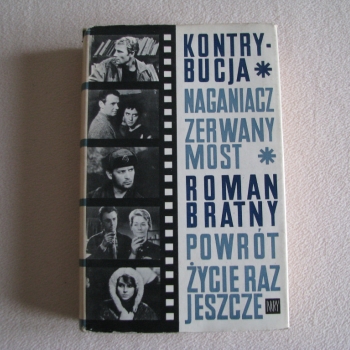 KONTRY-
BUCJA *
NAGANIACZ
ZERWANY
MOST *
ROMAN
BRATNY
POWRÓT
ŻYCIE RAZ
JESZCZE